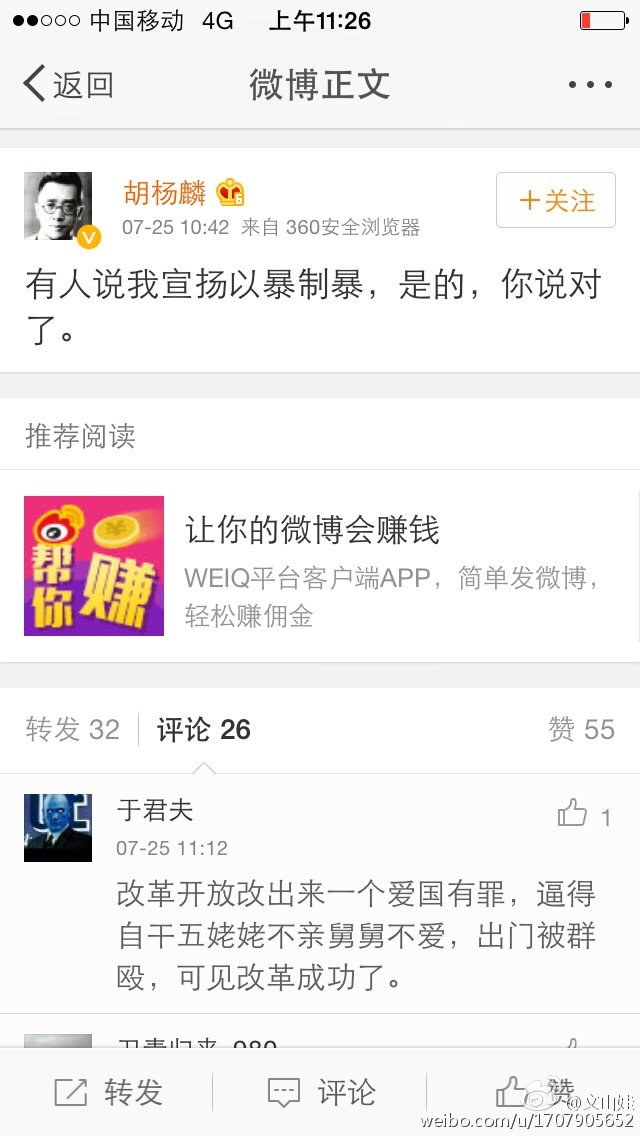 中国移动 4G 上午11:26
返回 微博正文
胡杨麟
+关注
07-25 10:42 来自 360安全浏览器
有人说我宣扬以暴制暴，是的，你说对
了。
推荐阅读
帮你赚
让你的微博会赚钱
WEIQ平台客户端APP，简单发微博，
轻松赚佣金
转发 32 评论 26 赞 55
于君夫
1
07-25 11:12
改革开放改出来一个爱国有罪，逼得
自干五姥姥不亲舅舅不爱，出门被群
殴，可见改革成功了。
转发 评论 赞
weibo.com/u/1707905652